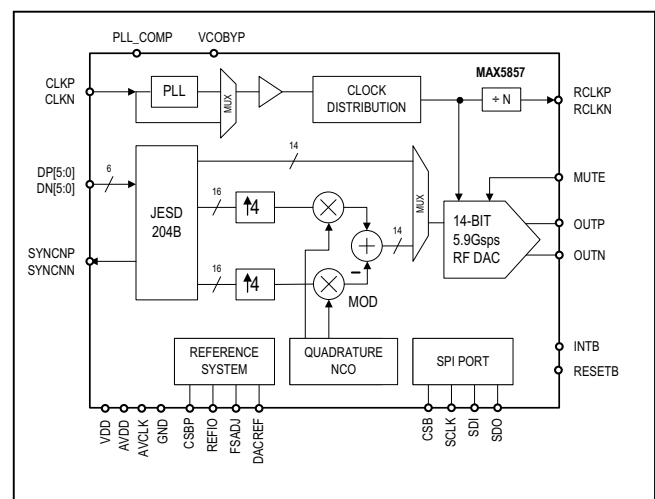 PLL_COMP
VCOBYP
MAX5857
CLKP
CLKN
PLL
MUX
CLOCK
DISTRIBUTION
÷ N
RCLKP
RCLKN
DP[5:0]
DN[5:0]
6
JESD
204B
14
16
↑4
16
↑4
MOD
+
−
14
MUX
14-BIT
5.9Gsps
RF DAC
MUTE
OUTP
OUTN
SYNCNP
SYNCNN
REFERENCE
SYSTEM
QUADRATURE
NCO
SPI PORT
INTB
RESETB
VDD
AVDD
AVCLK
GND
CSBP
REFIO
FSADJ
DACREF
CSB
SCLK
SDI
SDO